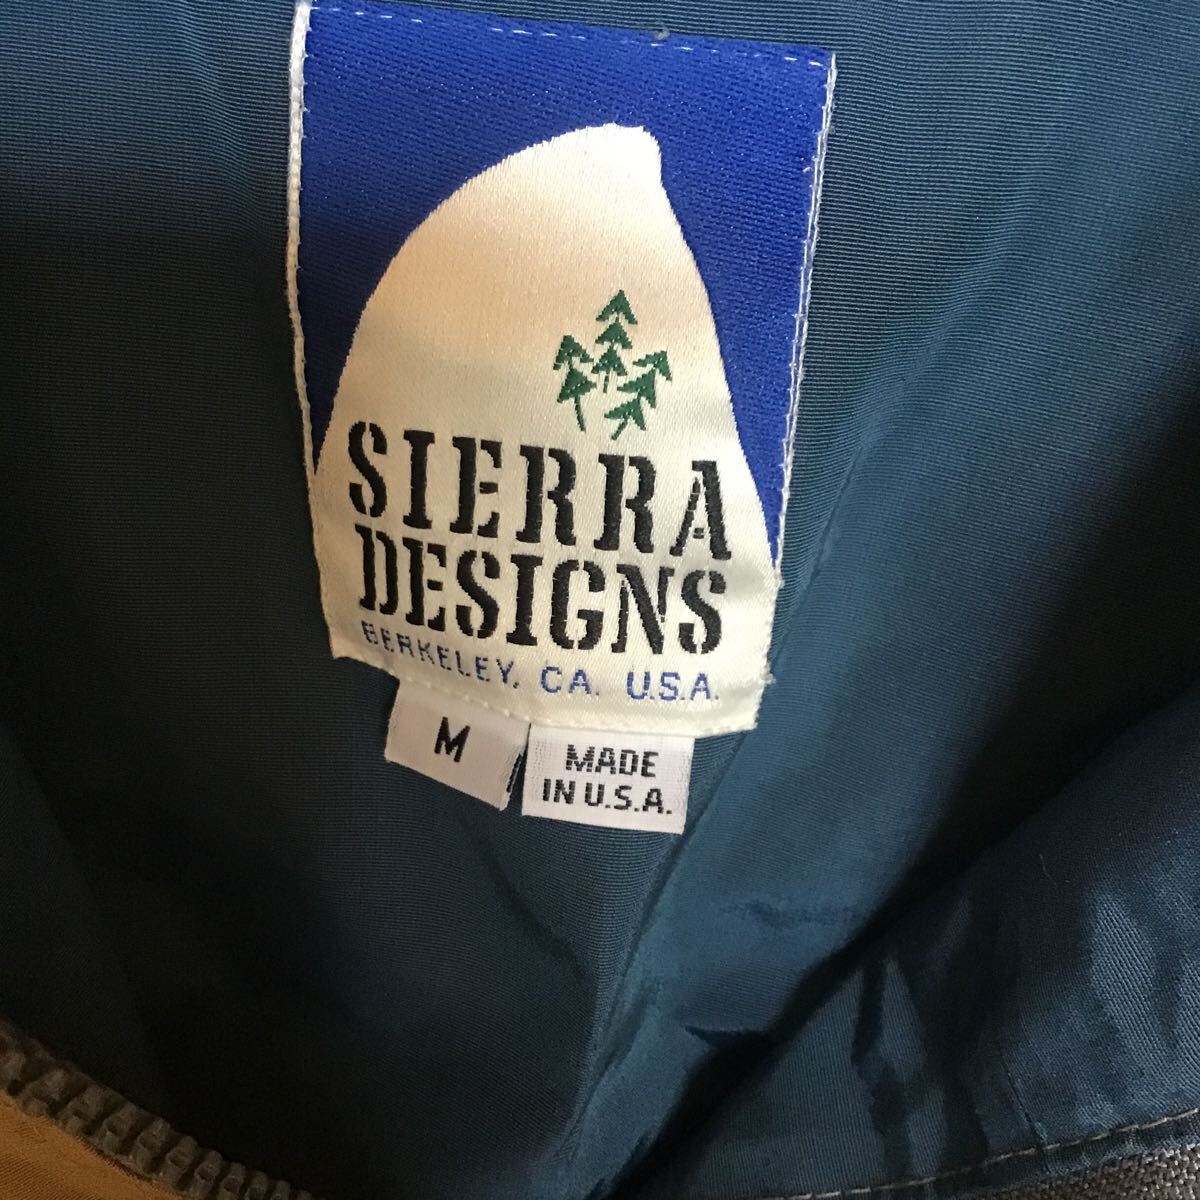 SIERRA
DESIGNS
BERKELEY, CA. U.S.A.
M
MADE
IN U.S.A.